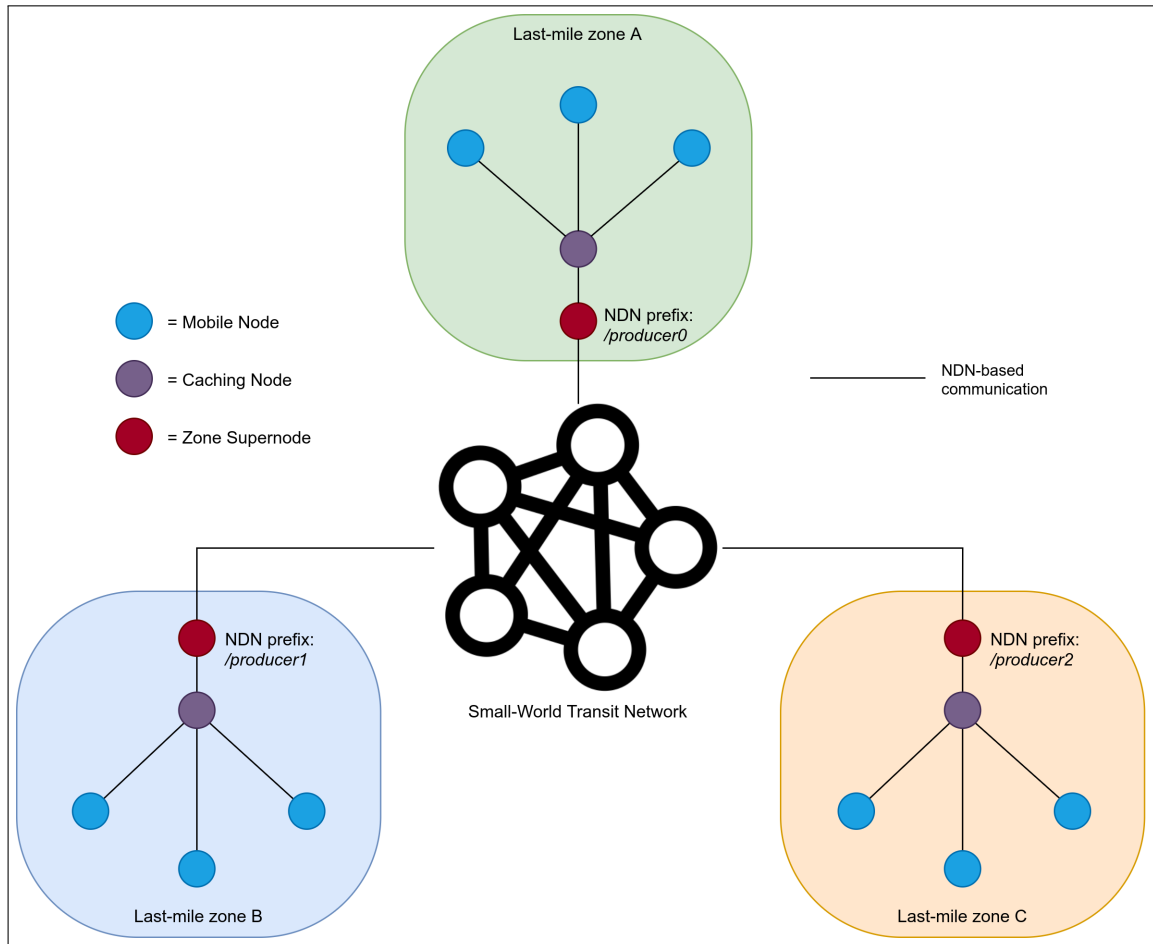 Last-mile zone A
NDN prefix:
/producer0
= Mobile Node
= Caching Node
= Zone Supernode
NDN-based
communication
NDN prefix:
/producer1
NDN prefix:
/producer2
Small-World Transit Network
Last-mile zone B
Last-mile zone C